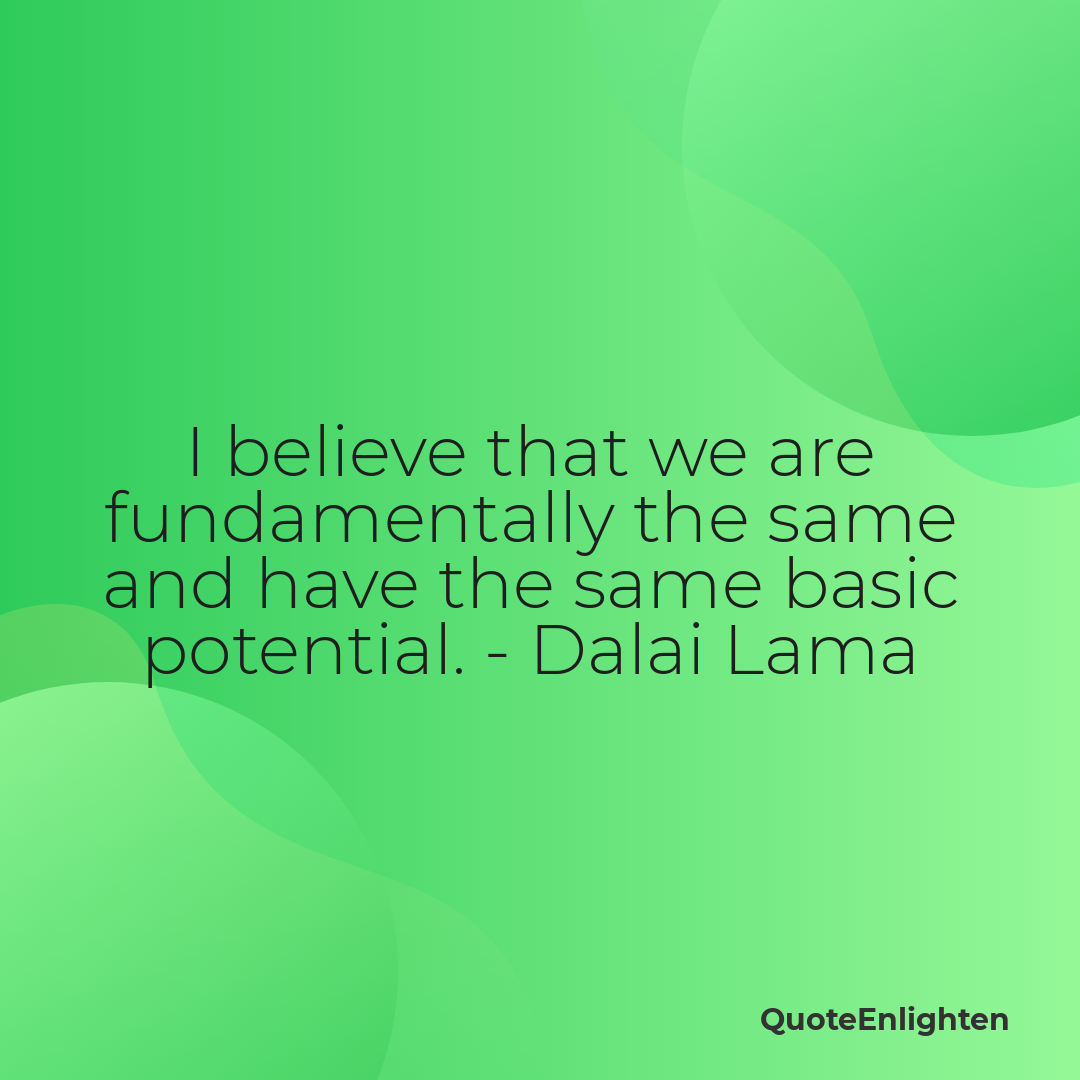 I believe that we are
fundamentally the same
and have the same basic
potential. - Dalai Lama
QuoteEnlighten